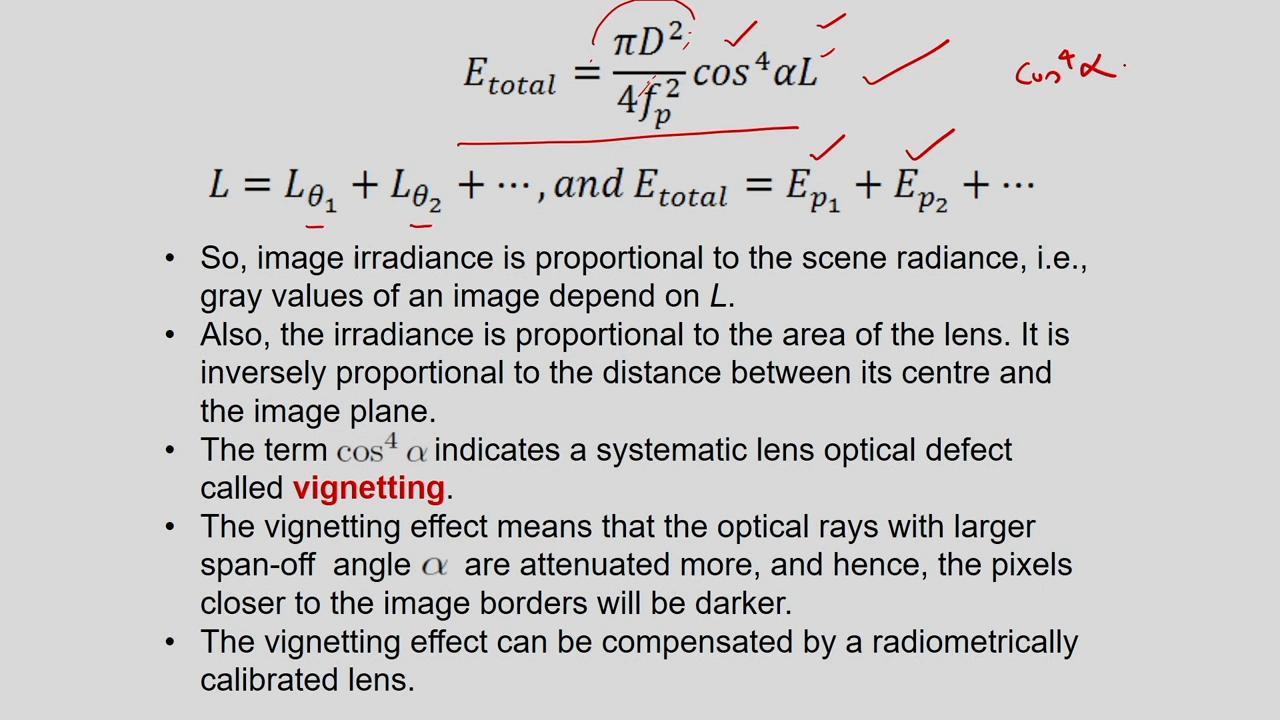 E_total = πD²/4f_p² cos⁴αL cos⁴α
L = L_θ₁ + L_θ₂ + ⋯, and E_total = E_p₁ + E_p₂ + ⋯
• So, image irradiance is proportional to the scene radiance, i.e.,
gray values of an image depend on L.
• Also, the irradiance is proportional to the area of the lens. It is
inversely proportional to the distance between its centre and
the image plane.
• The term cos⁴ α indicates a systematic lens optical defect
called vignetting.
• The vignetting effect means that the optical rays with larger
span-off angle α are attenuated more, and hence, the pixels
closer to the image borders will be darker.
• The vignetting effect can be compensated by a radiometrically
calibrated lens.